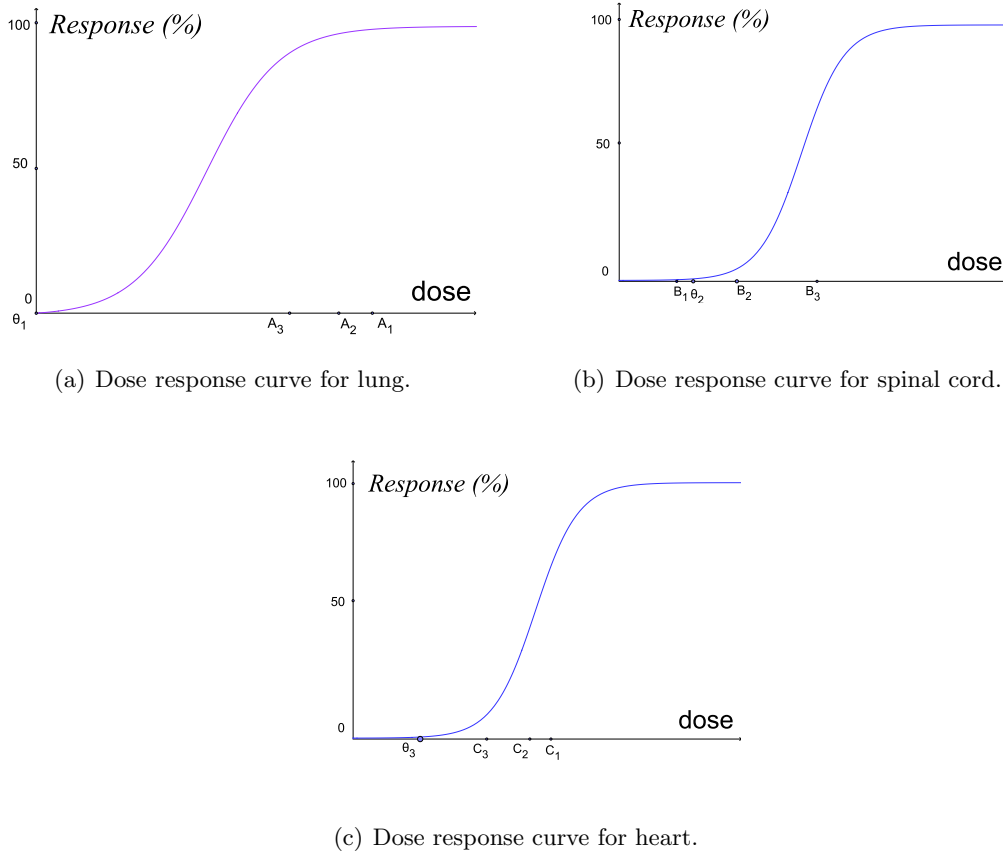 100
Response (%)
50
0
θ1
dose
A3
A2
A1
(a) Dose response curve for lung.
100
Response (%)
50
0
dose
B1
θ2
B2
B3
(b) Dose response curve for spinal cord.
100
Response (%)
50
0
dose
θ3
C3
C2
C1
(c) Dose response curve for heart.